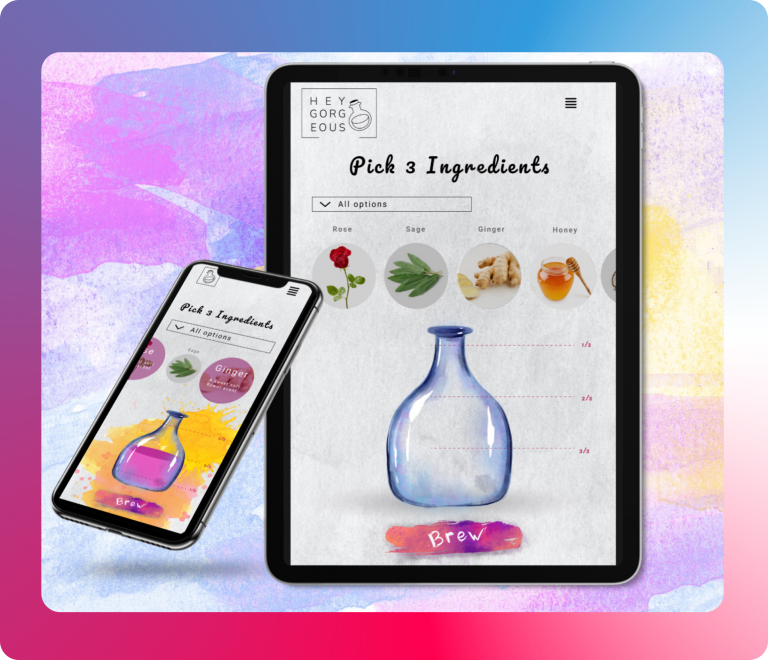 HEY
GORG
EOUS
Pick 3 Ingredients
All options
Rose Sage Ginger Honey
1/3
2/3
3/3
Brew
Pick 3 Ingredients
All options
Sage
Ginger
Brew